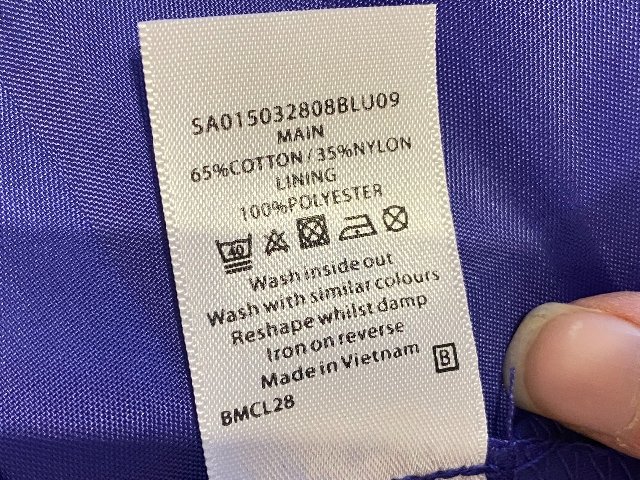 SA015032808BLU09
MAIN
65%COTTON / 35%NYLON
LINING
100%POLYESTER
40
Wash inside out
Wash with similar colours
Reshape whilst damp
Iron on reverse
Made in Vietnam
B
BMCL28